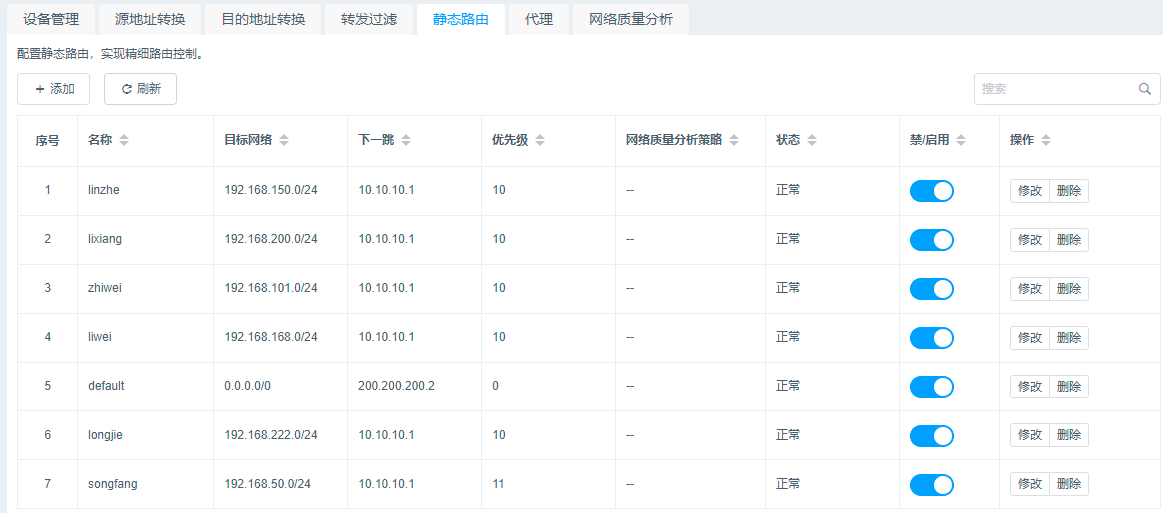 设备管理 源地址转换 目的地址转换 转发过滤 静态路由 代理 网络质量分析
配置静态路由，实现精细路由控制。
+ 添加 刷新 搜索
序号 名称 目标网络 下一跳 优先级 网络质量分析策略 状态 禁/启用 操作
1 linzhe 192.168.150.0/24 10.10.10.1 10 -- 正常 修改 删除
2 lixiang 192.168.200.0/24 10.10.10.1 10 -- 正常 修改 删除
3 zhiwei 192.168.101.0/24 10.10.10.1 10 -- 正常 修改 删除
4 liwei 192.168.168.0/24 10.10.10.1 10 -- 正常 修改 删除
5 default 0.0.0.0/0 200.200.200.2 0 -- 正常 修改 删除
6 longjie 192.168.222.0/24 10.10.10.1 10 -- 正常 修改 删除
7 songfang 192.168.50.0/24 10.10.10.1 11 -- 正常 修改 删除